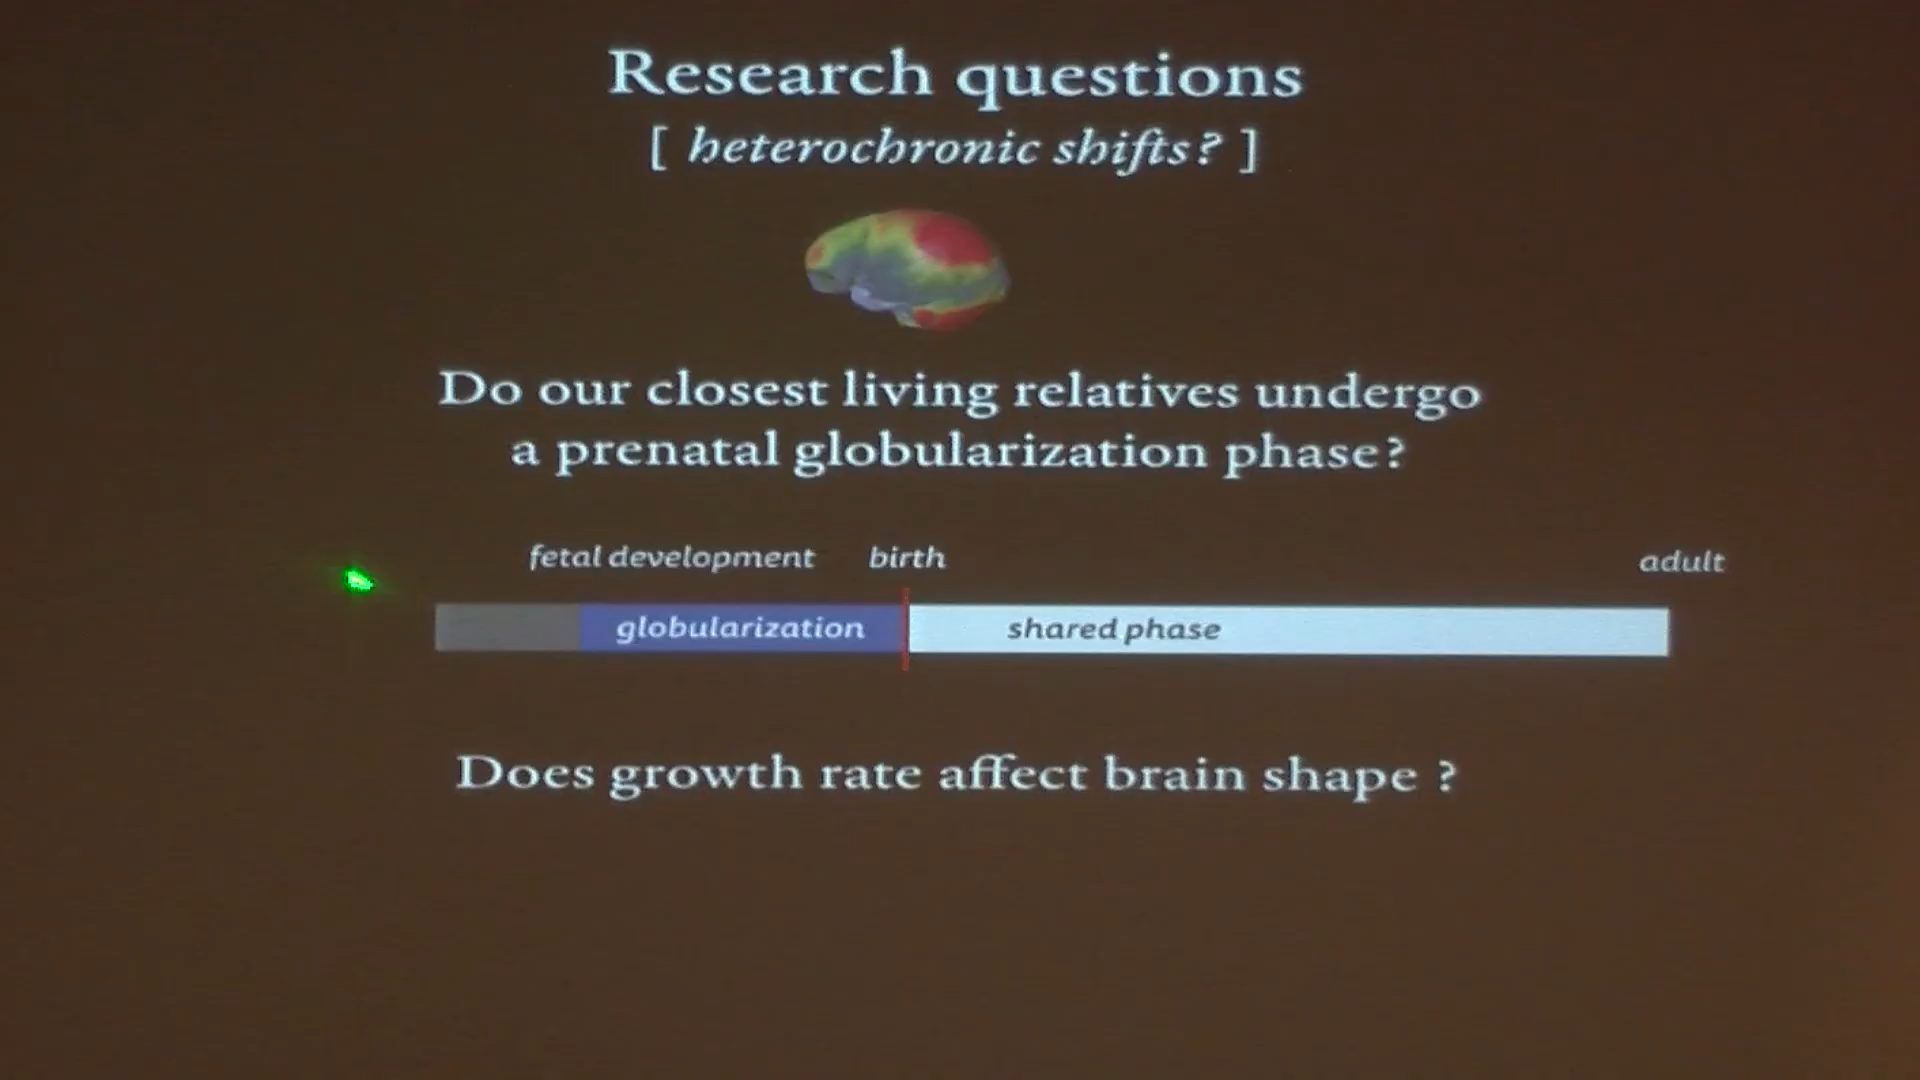 Research questions
[ heterochronic shifts? ]
Do our closest living relatives undergo
a prenatal globularization phase?
fetal development birth adult
globularization shared phase
Does growth rate affect brain shape ?